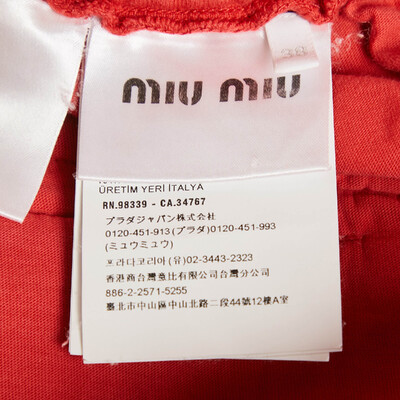 38
miu miu
ÜRETİM YERİ İTALYA
RN.98339 - CA.34767
プラダジャパン株式会社
0120-451-913 (プラダ) 0120-451-993
(ミュウミュウ)
프라다코리아 (유) 02-3443-2323
香港商台灣薏比有限公司台灣分公司
886-2-2571-5255
臺北市中山區中山北路二段44號12樓A室